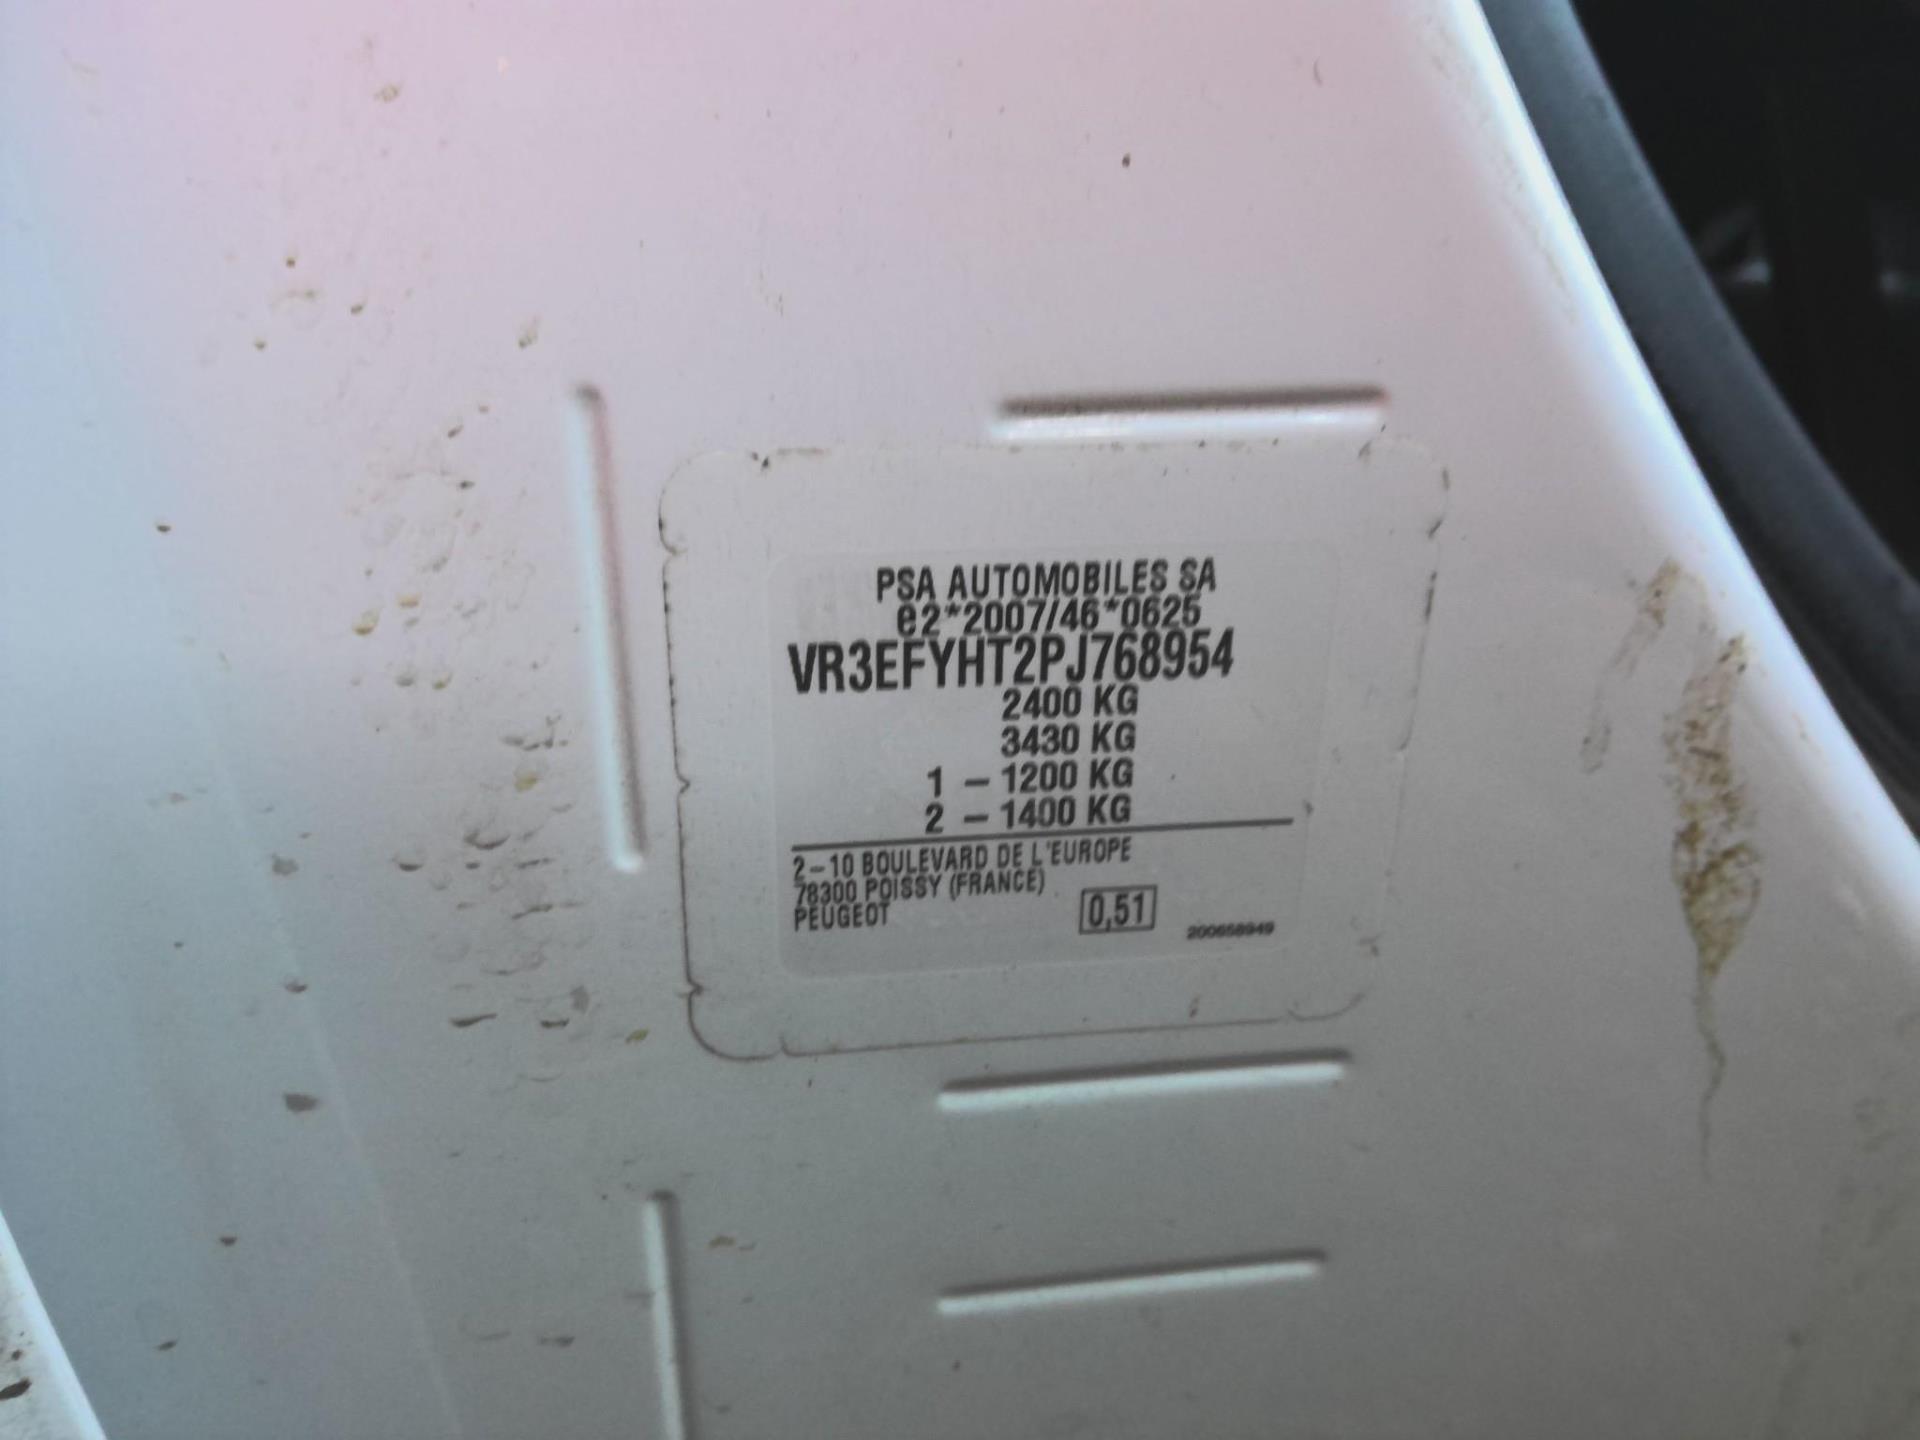 PSA AUTOMOBILES SA
e2*2007/46*0625
VR3EFYHT2PJ768954
2400 KG
3430 KG
1 - 1200 KG
2 - 1400 KG
2-10 BOULEVARD DE L'EUROPE
78300 POISSY (FRANCE)
PEUGEOT
0,51
200658949